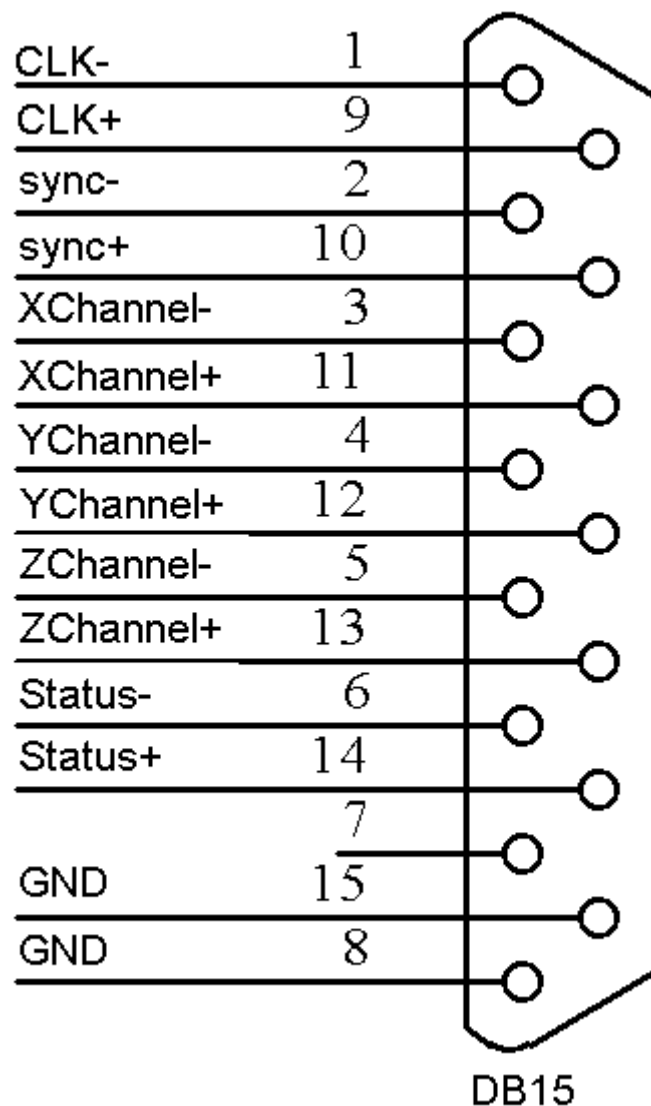 CLK- 1
CLK+ 9
sync- 2
sync+ 10
XChannel- 3
XChannel+ 11
YChannel- 4
YChannel+ 12
ZChannel- 5
ZChannel+ 13
Status- 6
Status+ 14
7
GND 15
GND 8
DB15